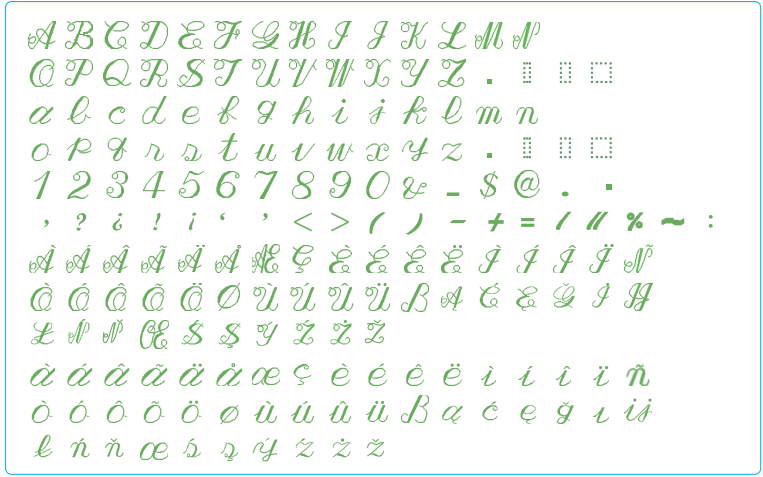 A B C D E F G H I J K L M N
O P Q R S T U V W X Y Z .
a b c d e f g h i j k l m n
o p q r s t u v w x y z .
1 2 3 4 5 6 7 8 9 0 & - $ @ . .
, ? ¿ ! ¡ ‘ ’ < > ( ) - + = / // % ~ :
À Á Â Ã Ä Å Æ Ç È É Ê Ë Ì Í Î Ï Ñ
Ò Ó Ô Õ Ö Ø Ù Ú Û Ü ß Ą Ć Ę Ğ İ IJ
Ł Ń Ň Œ Ś Ş Ý Ź Ż Ž
à á â ã ä å æ ç è é ê ë ì í î ï ñ
ò ó ô õ ö ø ù ú û ü ß ą ć ę ğ ı ij
ł ń ň œ ś ş ý ź ż ž